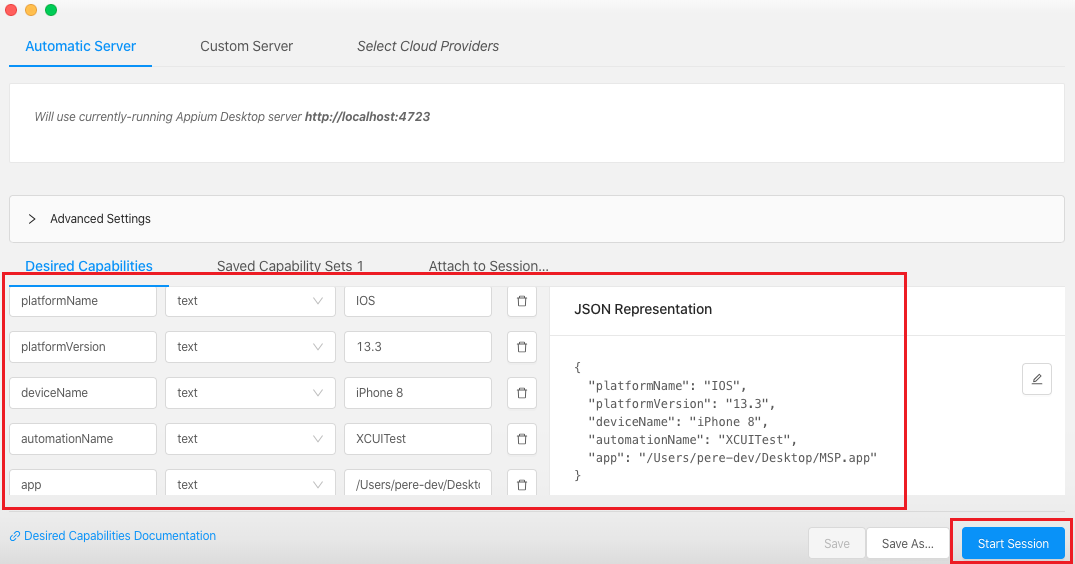 Automatic Server Custom Server Select Cloud Providers
Will use currently-running Appium Desktop server http://localhost:4723
Advanced Settings
Desired Capabilities Saved Capability Sets 1 Attach to Session...
platformName text IOS
platformVersion text 13.3
deviceName text iPhone 8
automationName text XCUITest
app text /Users/pere-dev/Deskto
JSON Representation
{
"platformName": "IOS",
"platformVersion": "13.3",
"deviceName": "iPhone 8",
"automationName": "XCUITest",
"app": "/Users/pere-dev/Desktop/MSP.app"
}
Desired Capabilities Documentation Save Save As... Start Session